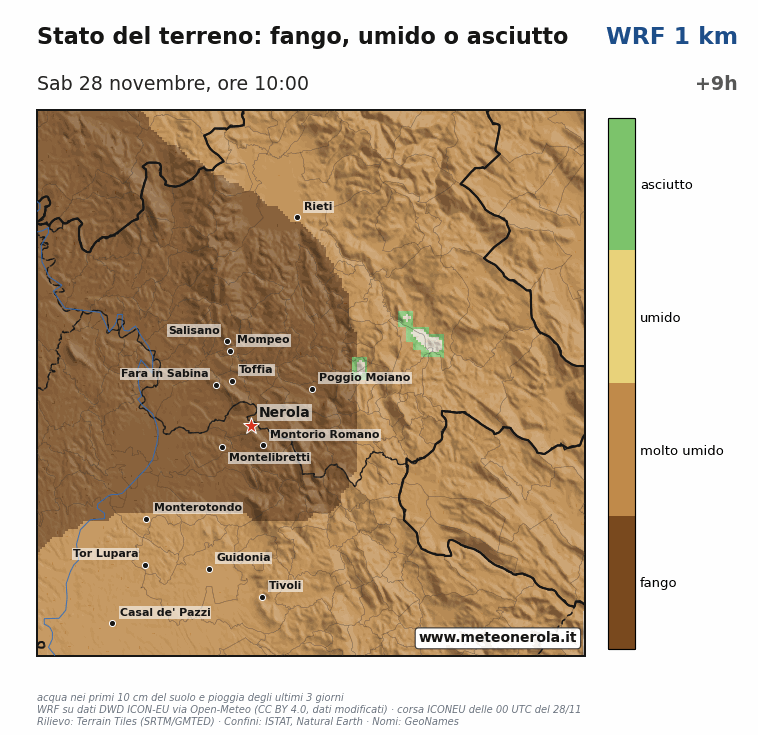 Stato del terreno: fango, umido o asciutto
WRF 1 km
Sab 28 novembre, ore 10:00
+9h
asciutto
umido
molto umido
fango
Rieti
Salisano
Mompeo
Fara in Sabina
Toffia
Poggio Moiano
Nerola
Montorio Romano
Montelibretti
Monterotondo
Tor Lupara
Guidonia
Tivoli
Casal de' Pazzi
www.meteonerola.it
acqua nei primi 10 cm del suolo e pioggia degli ultimi 3 giorni
WRF su dati DWD ICON-EU via Open-Meteo (CC BY 4.0, dati modificati) · corsa ICONEU delle 00 UTC del 28/11
Rilievo: Terrain Tiles (SRTM/GMTED) · Confini: ISTAT, Natural Earth · Nomi: GeoNames